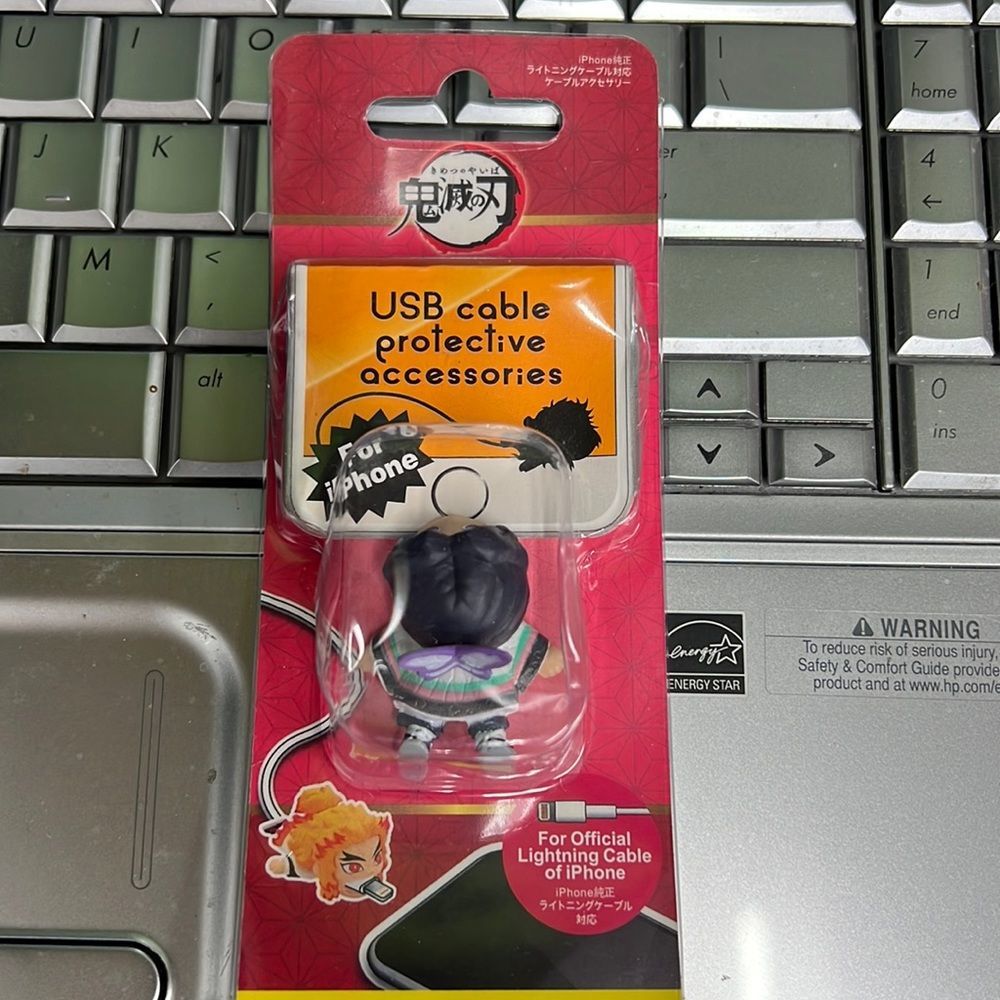 U
I
O
|
\
7
home
J
K
4
←
M
<
,
1
end
alt
0
ins
iPhone純正
ライトニングケーブル対応
ケーブルアクセサリー
きめつのやいば
鬼滅の刃
USB cable
protective
accessories
For
iPhone
For Official
Lightning Cable
of iPhone
iPhone純正
ライトニングケーブル
対応
energy
ENERGY STAR
⚠ WARNING
To reduce risk of serious injury,
Safety & Comfort Guide provide
product and at www.hp.com/e